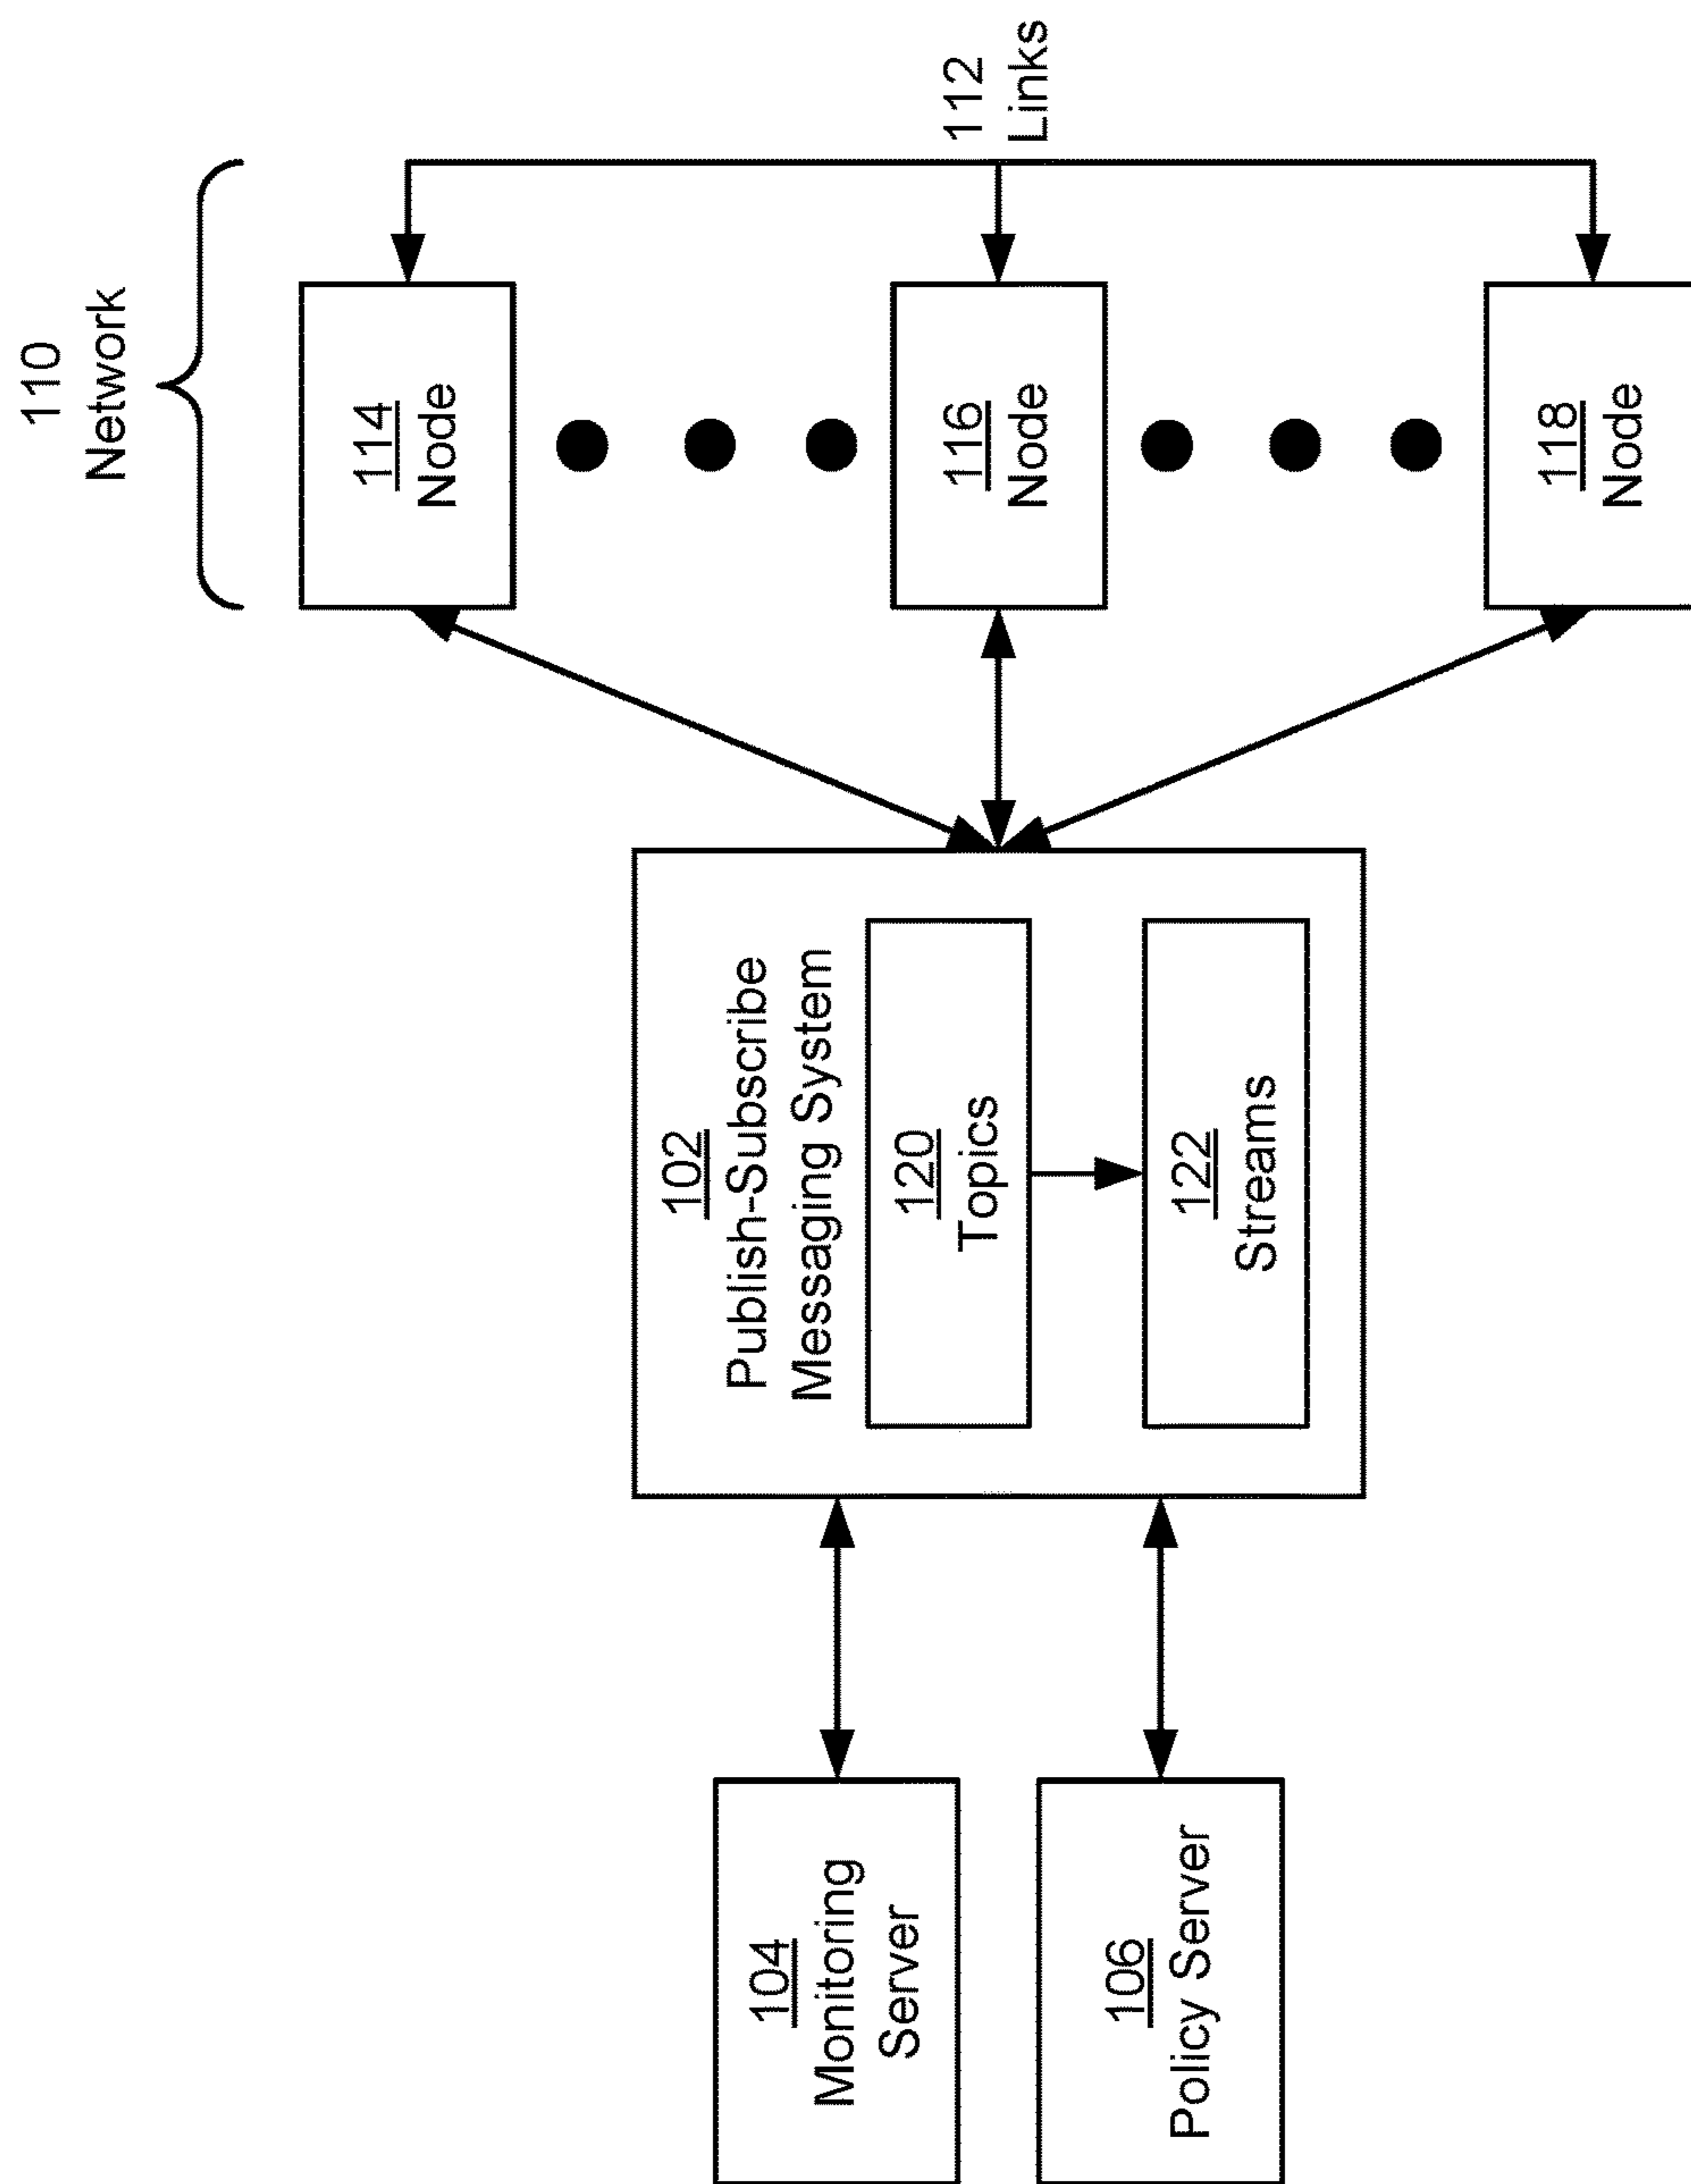 110
Network
112
Links
114
Node
116
Node
118
Node
102
Publish-Subscribe
Messaging System
120
Topics
122
Streams
104
Monitoring
Server
106
Policy Server